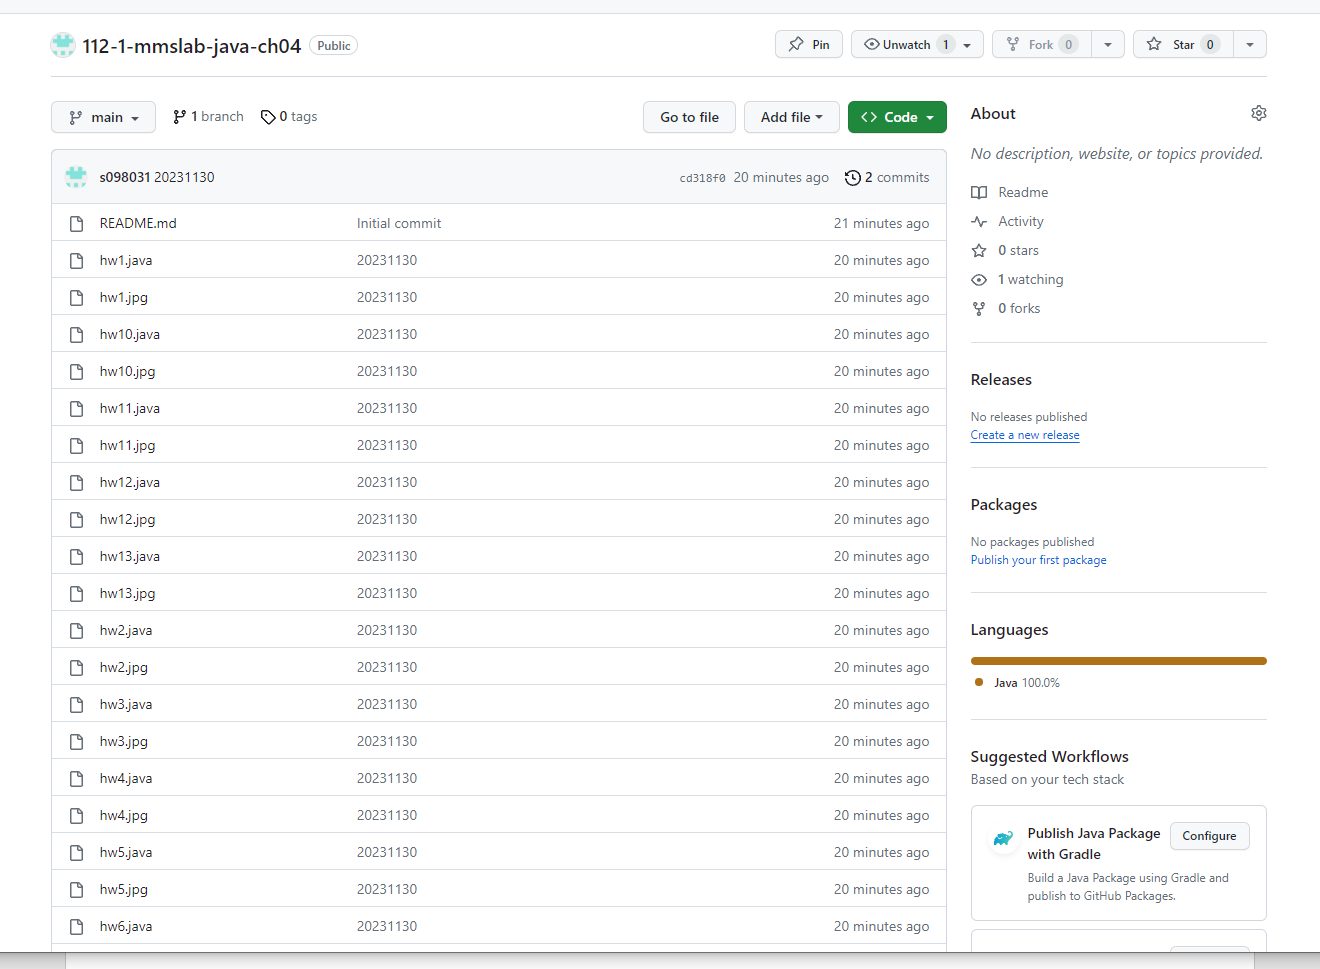 112-1-mmslab-java-ch04 Public Pin Unwatch 1 Fork 0 Star 0
main 1 branch 0 tags Go to file Add file <> Code
s098031 20231130 cd318f0 20 minutes ago 2 commits
README.md Initial commit 21 minutes ago
hw1.java 20231130 20 minutes ago
hw1.jpg 20231130 20 minutes ago
hw10.java 20231130 20 minutes ago
hw10.jpg 20231130 20 minutes ago
hw11.java 20231130 20 minutes ago
hw11.jpg 20231130 20 minutes ago
hw12.java 20231130 20 minutes ago
hw12.jpg 20231130 20 minutes ago
hw13.java 20231130 20 minutes ago
hw13.jpg 20231130 20 minutes ago
hw2.java 20231130 20 minutes ago
hw2.jpg 20231130 20 minutes ago
hw3.java 20231130 20 minutes ago
hw3.jpg 20231130 20 minutes ago
hw4.java 20231130 20 minutes ago
hw4.jpg 20231130 20 minutes ago
hw5.java 20231130 20 minutes ago
hw5.jpg 20231130 20 minutes ago
hw6.java 20231130 20 minutes ago
About
No description, website, or topics provided.
Readme
Activity
0 stars
1 watching
0 forks
Releases
No releases published
Create a new release
Packages
No packages published
Publish your first package
Languages
Java 100.0%
Suggested Workflows
Based on your tech stack
Publish Java Package Configure
with Gradle
Build a Java Package using Gradle and
publish to GitHub Packages.